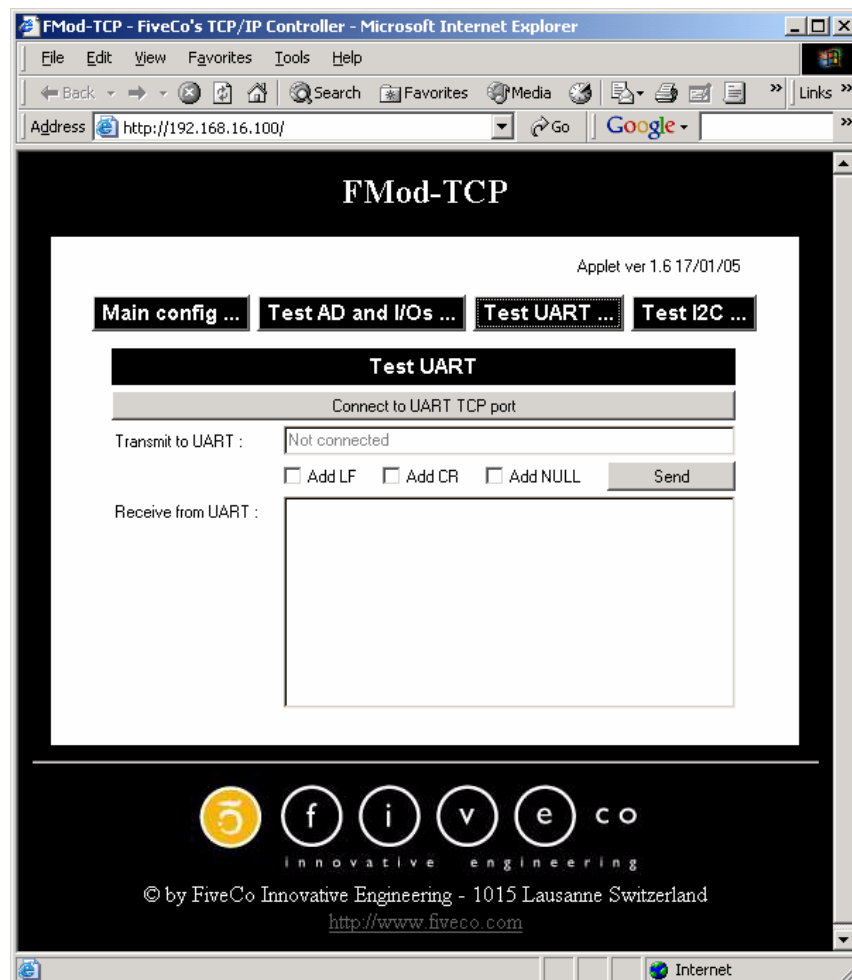 FMod-TCP - FiveCo's TCP/IP Controller - Microsoft Internet Explorer
File Edit View Favorites Tools Help
Back Search Favorites Media » Links »
Address http://192.168.16.100/ Go Google »
FMod-TCP
Applet ver 1.6 17/01/05
Main config ... Test AD and I/Os ... Test UART ... Test I2C ...
Test UART
Connect to UART TCP port
Transmit to UART : Not connected
Add LF Add CR Add NULL Send
Receive from UART :
5 f i v e c o
innovative engineering
© by FiveCo Innovative Engineering - 1015 Lausanne Switzerland
http://www.fiveco.com
Internet